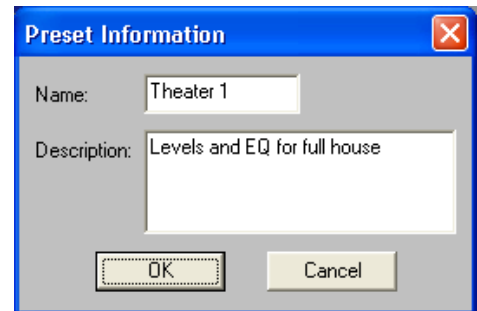 Preset Information
Name: Theater 1
Description: Levels and EQ for full house
OK Cancel